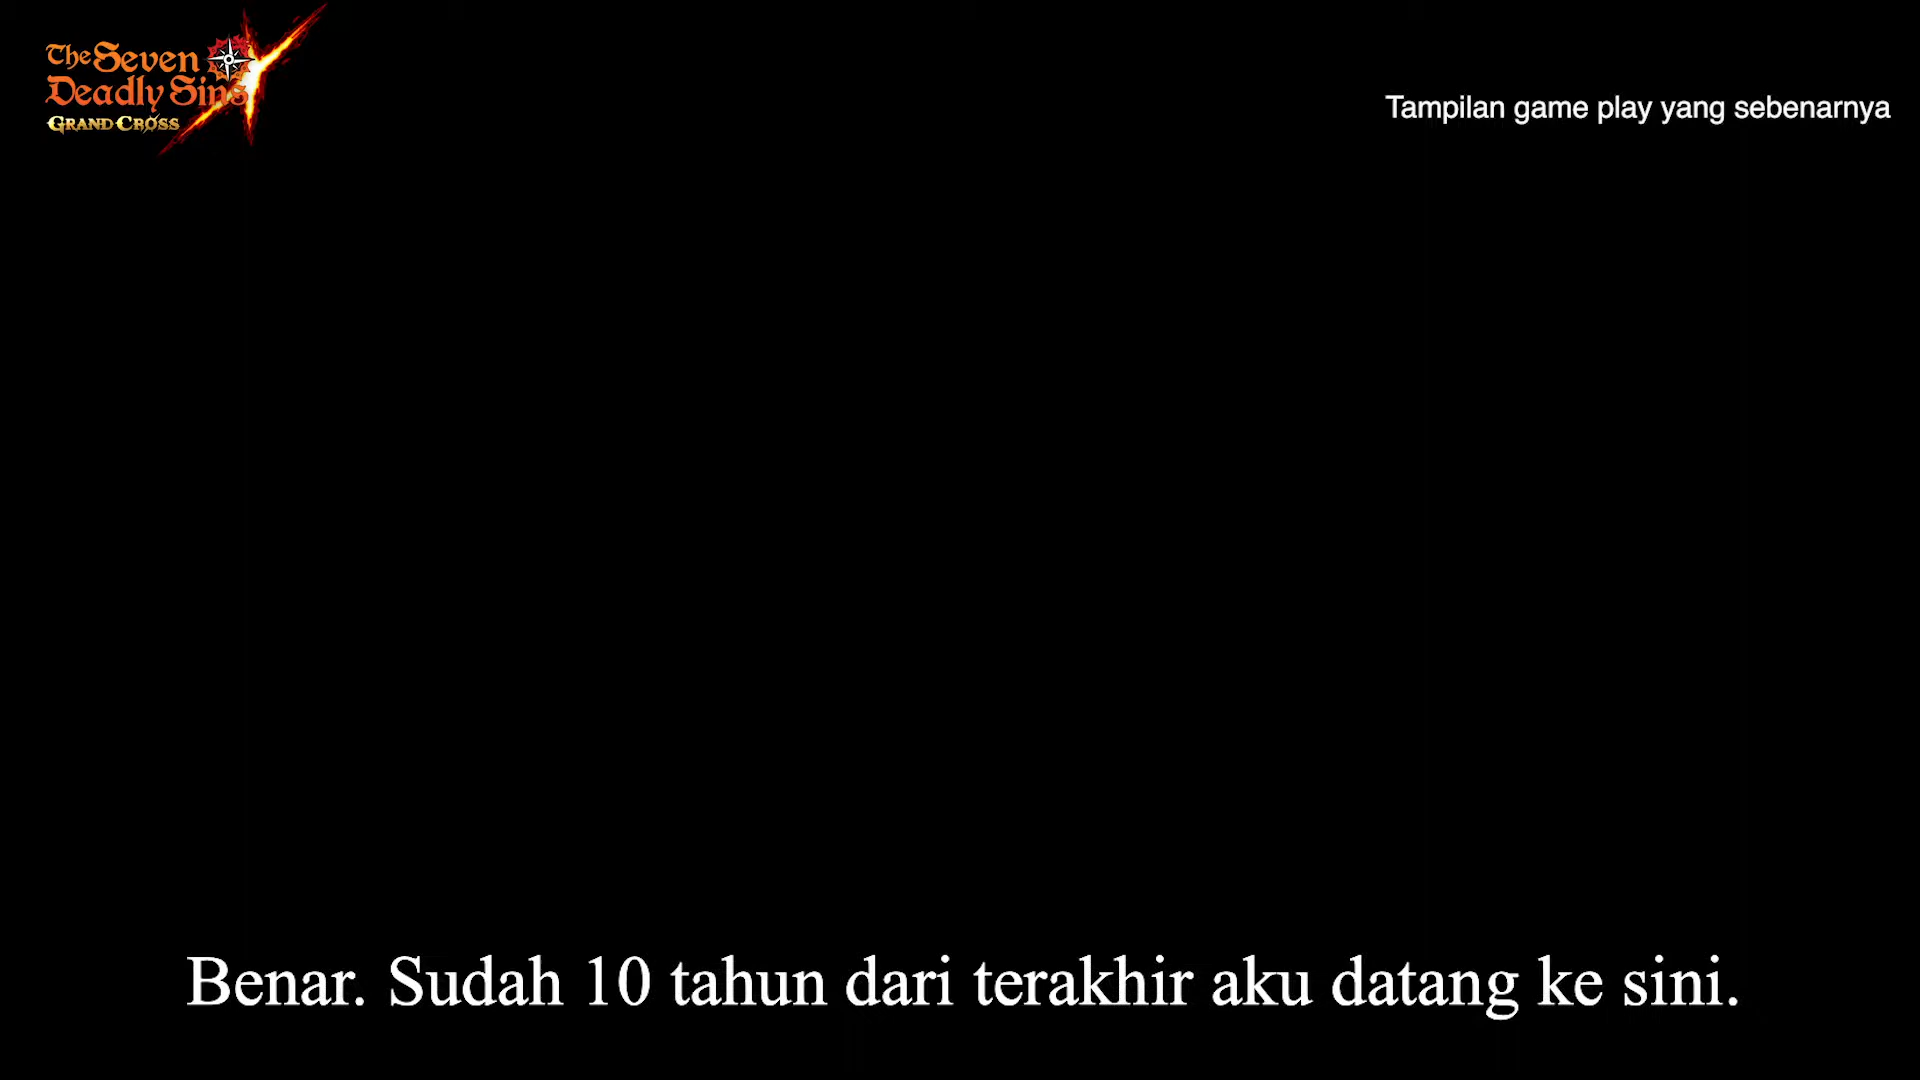 The Seven
Deadly Sins
GRAND CROSS
Tampilan game play yang sebenarnya
Benar. Sudah 10 tahun dari terakhir aku datang ke sini.